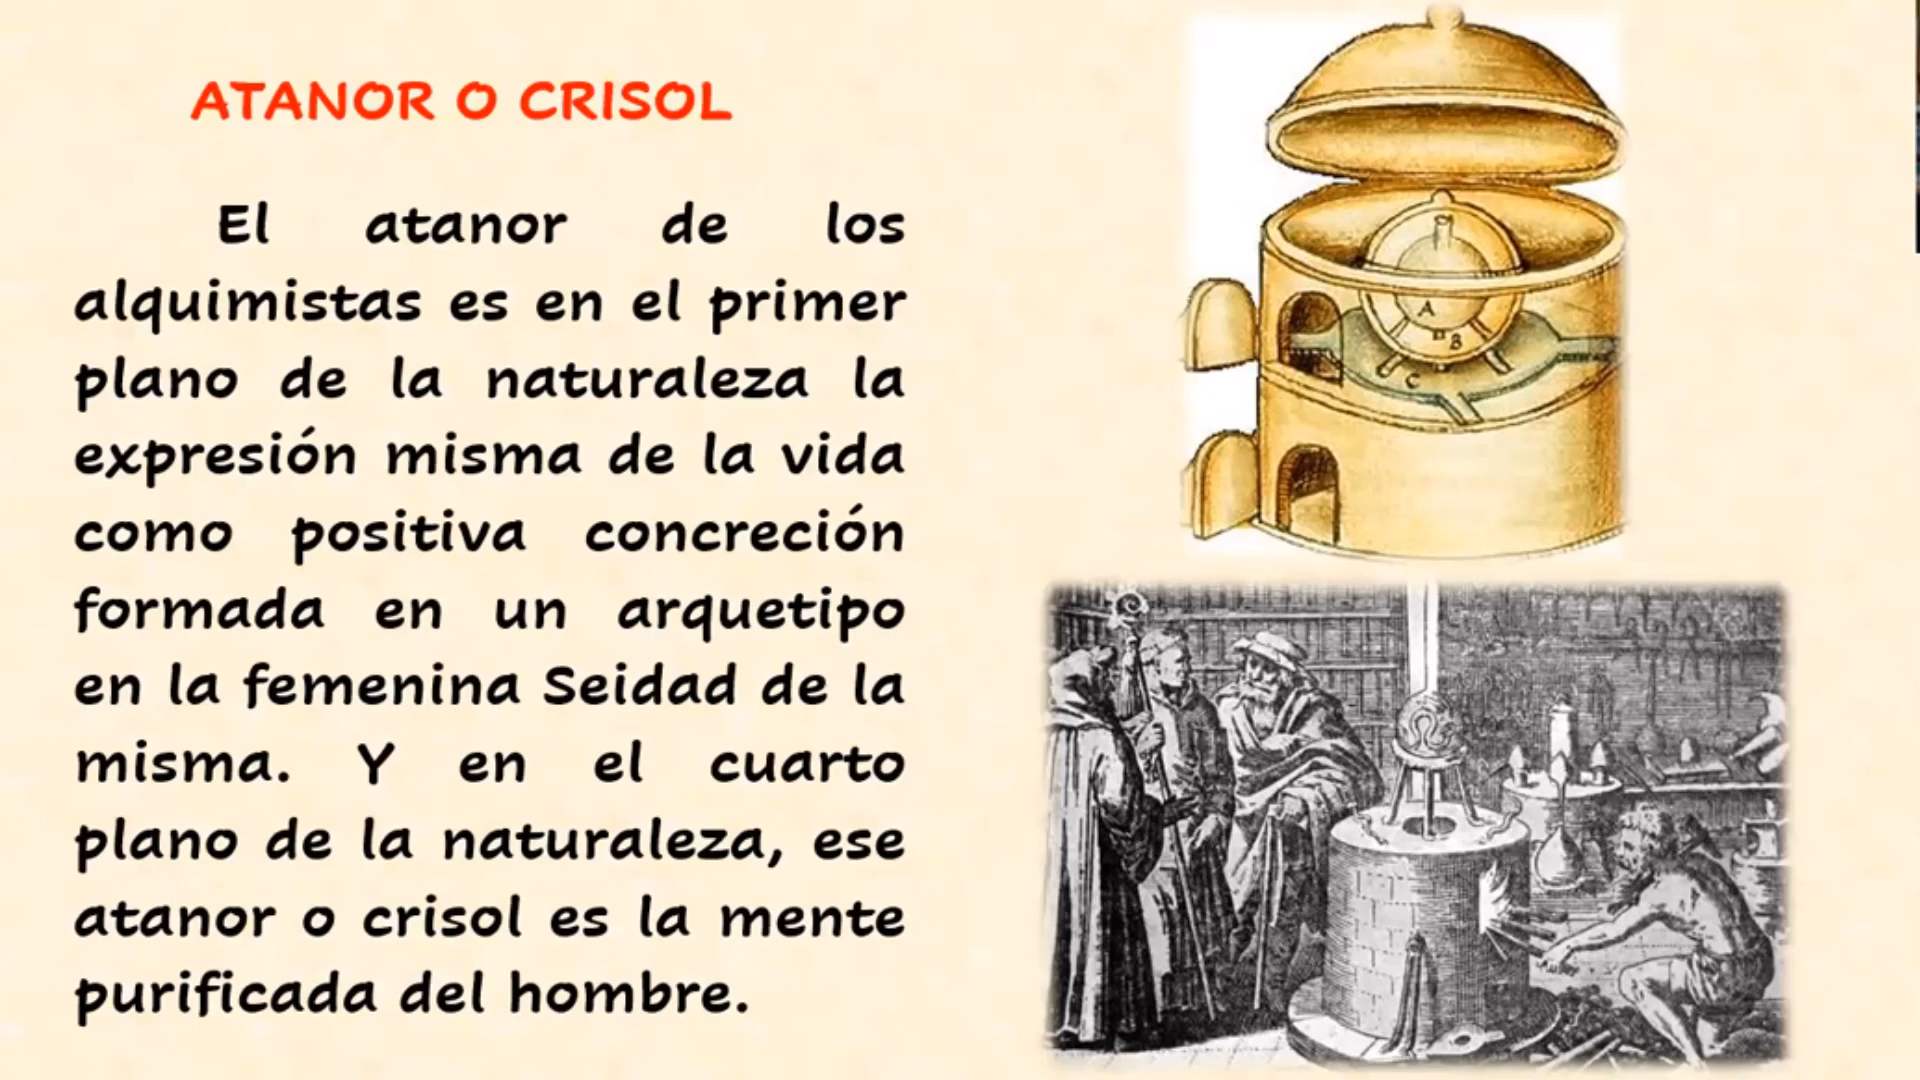 ATANOR O CRISOL
El atanor de los
alquimistas es en el primer
plano de la naturaleza la
expresión misma de la vida
como positiva concreción
formada en un arquetipo
en la femenina Seidad de la
misma. Y en el cuarto
plano de la naturaleza, ese
atanor o crisol es la mente
purificada del hombre.
A
B
C